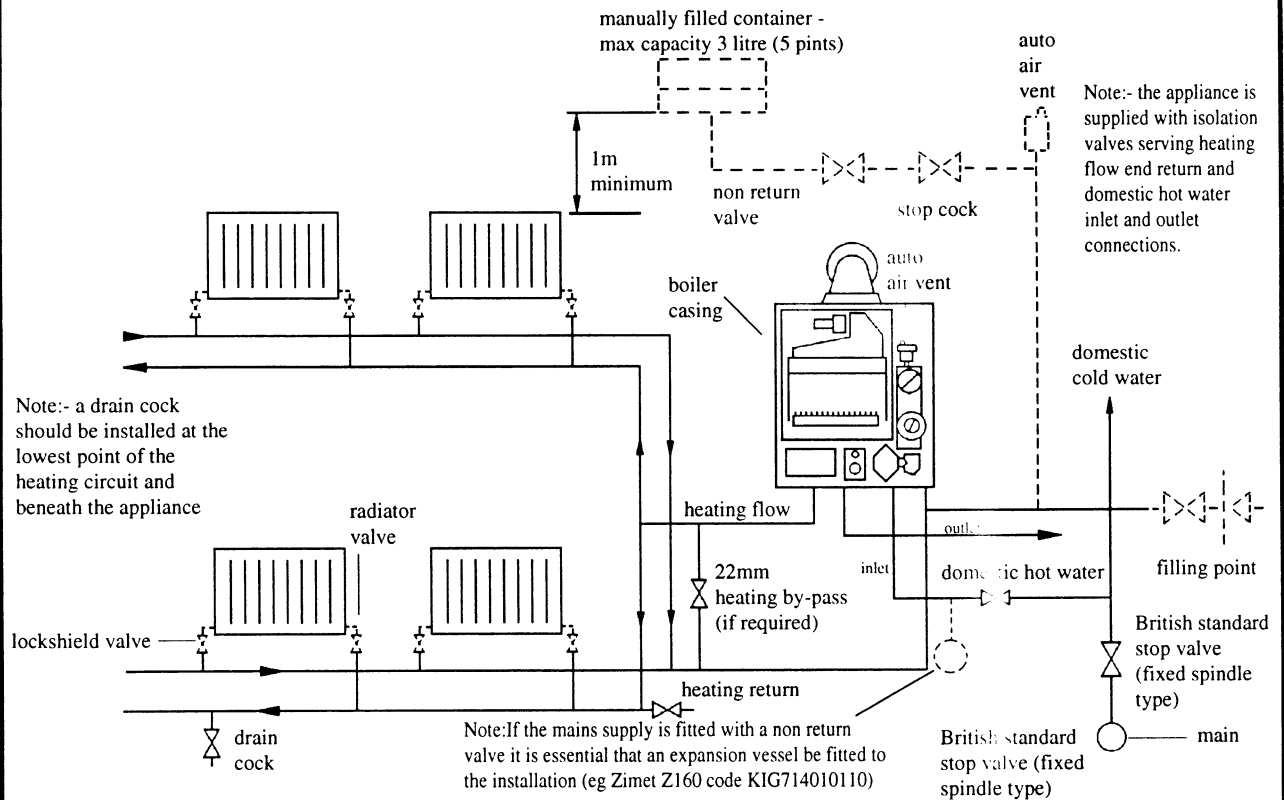 manually filled container -
max capacity 3 litre (5 pints)
auto
air
vent
Note:- the appliance is
supplied with isolation
valves serving heating
flow end return and
domestic hot water
inlet and outlet
connections.
1m
minimum
non return
valve
stop cock
auto
air vent
boiler
casing
domestic
cold water
Note:- a drain cock
should be installed at the
lowest point of the
heating circuit and
beneath the appliance
radiator
valve
heating flow
outlet
inlet
domestic hot water
filling point
22mm
heating by-pass
(if required)
lockshield valve
British standard
stop valve
(fixed spindle
type)
heating return
Note:If the mains supply is fitted with a non return
valve it is essential that an expansion vessel be fitted to
the installation (eg Zimet Z160 code KIG714010110)
drain
cock
British standard
stop valve (fixed
spindle type)
main